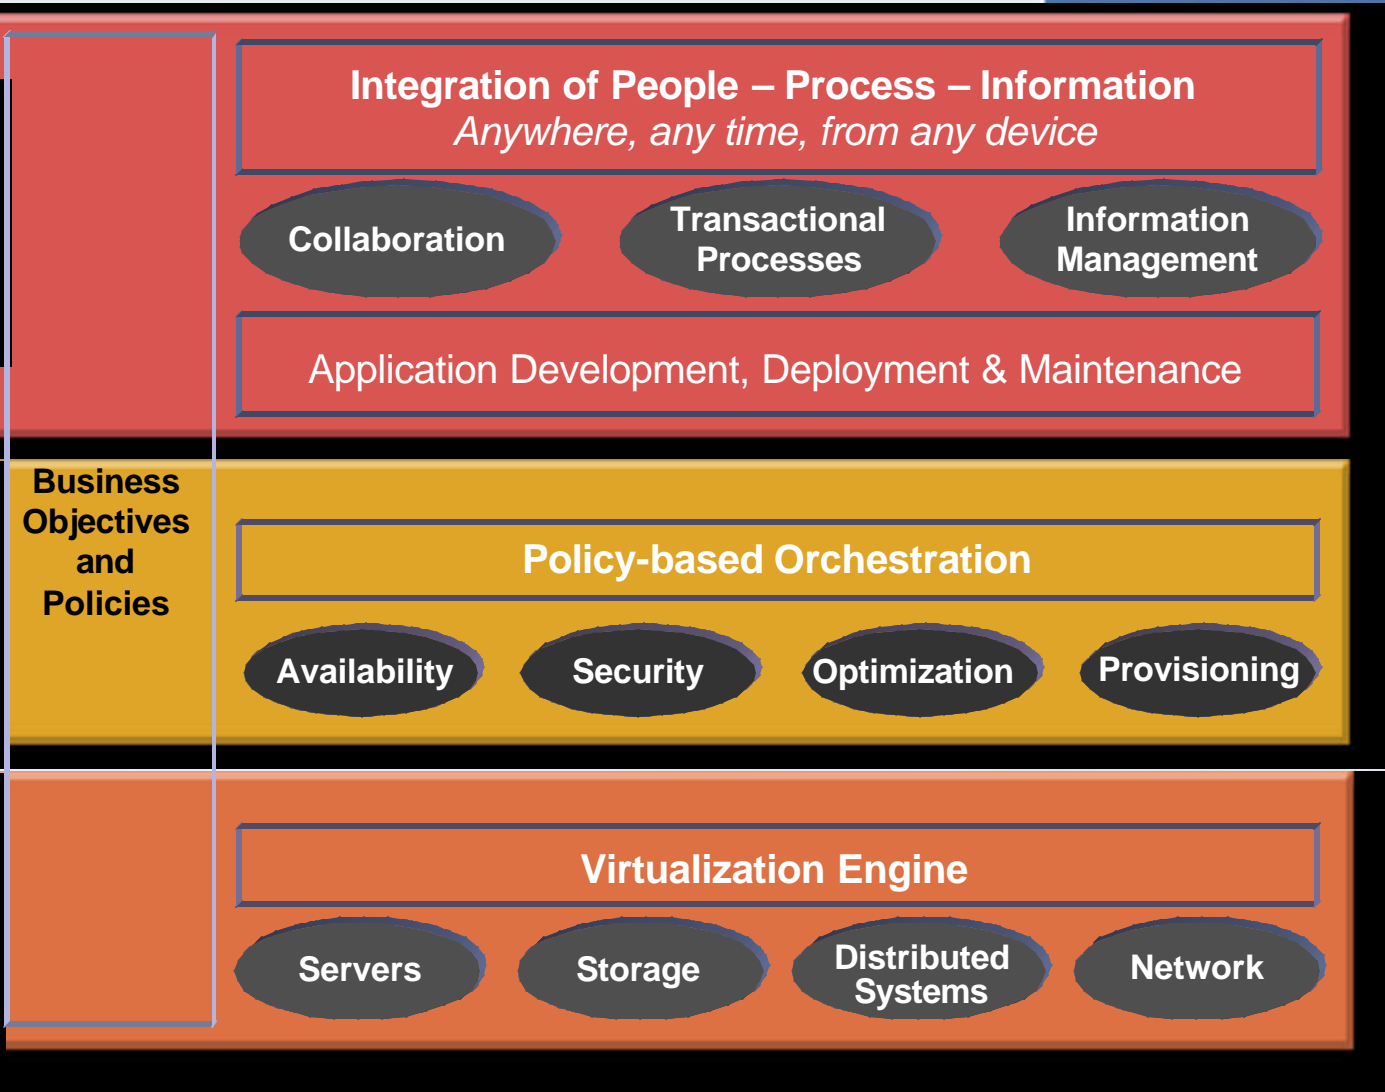 Integration of People – Process – Information
Anywhere, any time, from any device
Collaboration
Transactional
Processes
Information
Management
Application Development, Deployment & Maintenance
Business
Objectives
and
Policies
Policy-based Orchestration
Availability
Security
Optimization
Provisioning
Virtualization Engine
Servers
Storage
Distributed
Systems
Network